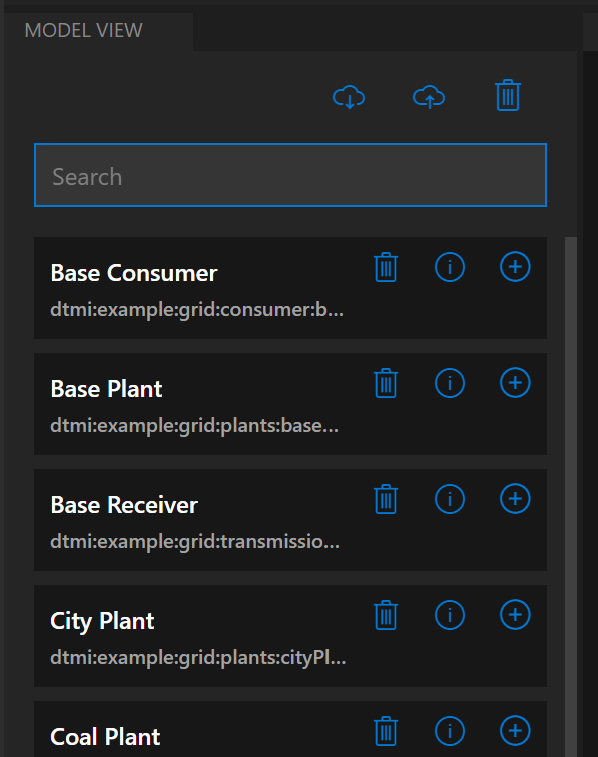 MODEL VIEW
Search
Base Consumer
dtmi:example:grid:consumer:b...
Base Plant
dtmi:example:grid:plants:base...
Base Receiver
dtmi:example:grid:transmissio...
City Plant
dtmi:example:grid:plants:cityPl...
Coal Plant